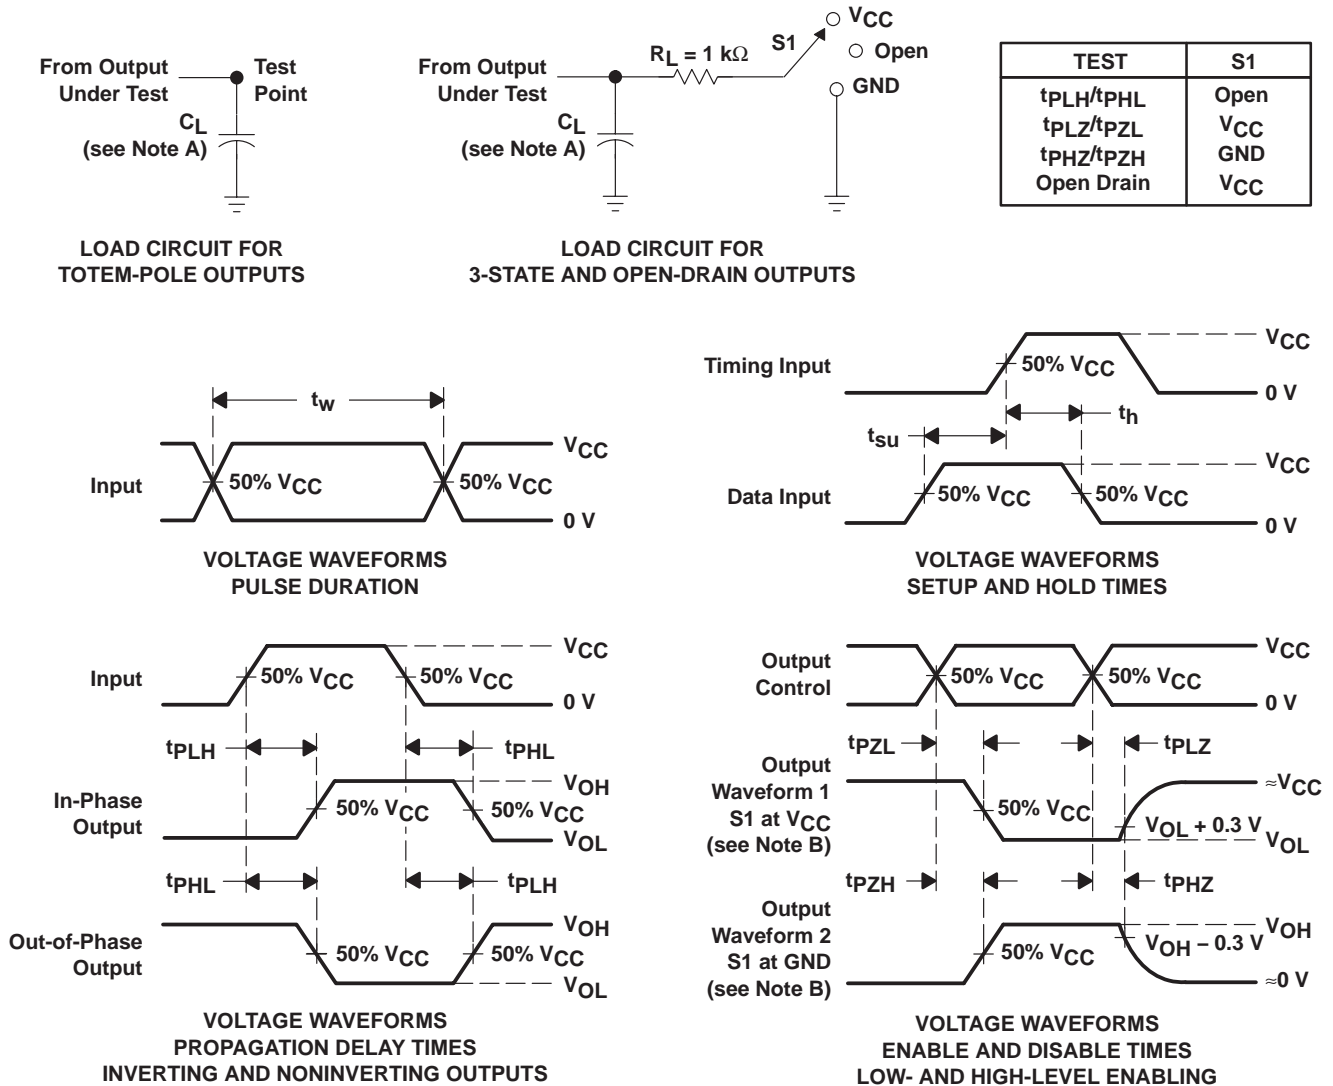 From Output
Under Test
Test
Point
CL
(see Note A)
LOAD CIRCUIT FOR
TOTEM-POLE OUTPUTS
From Output
Under Test
RL = 1 kΩ
S1
VCC
Open
GND
CL
(see Note A)
LOAD CIRCUIT FOR
3-STATE AND OPEN-DRAIN OUTPUTS
TEST S1
tPLH/tPHL Open
tPLZ/tPZL VCC
tPHZ/tPZH GND
Open Drain VCC
tw
Input
50% VCC
50% VCC
VCC
0 V
VOLTAGE WAVEFORMS
PULSE DURATION
Timing Input
50% VCC
VCC
0 V
tsu
th
Data Input
50% VCC
50% VCC
VCC
0 V
VOLTAGE WAVEFORMS
SETUP AND HOLD TIMES
Input
50% VCC
50% VCC
VCC
0 V
tPLH
tPHL
In-Phase
Output
50% VCC
50% VCC
VOH
VOL
tPHL
tPLH
Out-of-Phase
Output
50% VCC
50% VCC
VOH
VOL
VOLTAGE WAVEFORMS
PROPAGATION DELAY TIMES
INVERTING AND NONINVERTING OUTPUTS
Output
Control
50% VCC
50% VCC
VCC
0 V
tPZL
tPLZ
Output
Waveform 1
S1 at VCC
(see Note B)
50% VCC
VOL + 0.3 V
≈VCC
VOL
tPZH
tPHZ
Output
Waveform 2
S1 at GND
(see Note B)
50% VCC
VOH − 0.3 V
VOH
≈0 V
VOLTAGE WAVEFORMS
ENABLE AND DISABLE TIMES
LOW- AND HIGH-LEVEL ENABLING